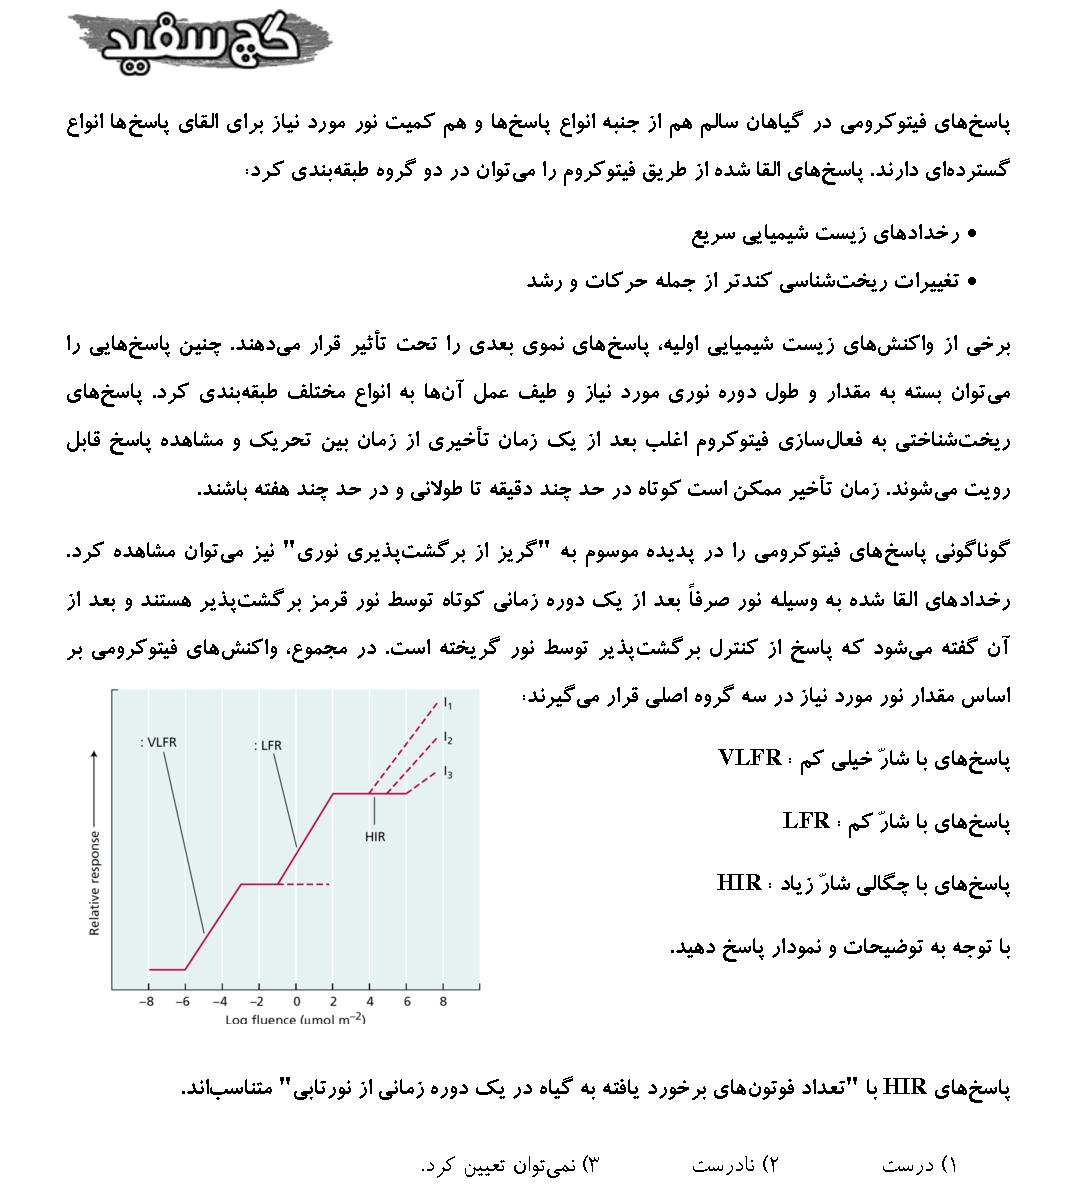 گچ سفید
پاسخ‌های فیتوکرومی در گیاهان سالم هم از جنبه انواع پاسخ‌ها و هم کمیت نور مورد نیاز برای القای پاسخ‌ها انواع
گسترده‌ای دارند. پاسخ‌های القا شده از طریق فیتوکروم را می‌توان در دو گروه طبقه‌بندی کرد:
• رخدادهای زیست شیمیایی سریع
• تغییرات ریخت‌شناسی کندتر از جمله حرکات و رشد
برخی از واکنش‌های زیست شیمیایی اولیه، پاسخ‌های نموی بعدی را تحت تأثیر قرار می‌دهند. چنین پاسخ‌هایی را
می‌توان بسته به مقدار و طول دوره نوری مورد نیاز و طیف عمل آن‌ها به انواع مختلف طبقه‌بندی کرد. پاسخ‌های
ریخت‌شناختی به فعال‌سازی فیتوکروم اغلب بعد از یک زمان تأخیری از زمان بین تحریک و مشاهده پاسخ قابل
رویت می‌شوند. زمان تأخیر ممکن است کوتاه در حد چند دقیقه تا طولانی و در حد چند هفته باشند.
گوناگونی پاسخ‌های فیتوکرومی را در پدیده موسوم به "گریز از برگشت‌پذیری نوری" نیز می‌توان مشاهده کرد.
رخدادهای القا شده به وسیله نور صرفاً بعد از یک دوره زمانی کوتاه توسط نور قرمز برگشت‌پذیر هستند و بعد از
آن گفته می‌شود که پاسخ از کنترل برگشت‌پذیر توسط نور گریخته است. در مجموع، واکنش‌های فیتوکرومی بر
اساس مقدار نور مورد نیاز در سه گروه اصلی قرار می‌گیرند:
پاسخ‌های با شارّ خیلی کم : VLFR
پاسخ‌های با شارّ کم : LFR
پاسخ‌های با چگالی شارّ زیاد : HIR
با توجه به توضیحات و نمودار پاسخ دهید.
I1
: VLFR
: LFR
I2
I3
HIR
Relative response
−8 −6 −4 −2 0 2 4 6 8
Log fluence (µmol m−2)
پاسخ‌های HIR با "تعداد فوتون‌های برخورد یافته به گیاه در یک دوره زمانی از نورتابی" متناسب‌اند.
۱) درست ۲) نادرست ۳) نمی‌توان تعیین کرد.